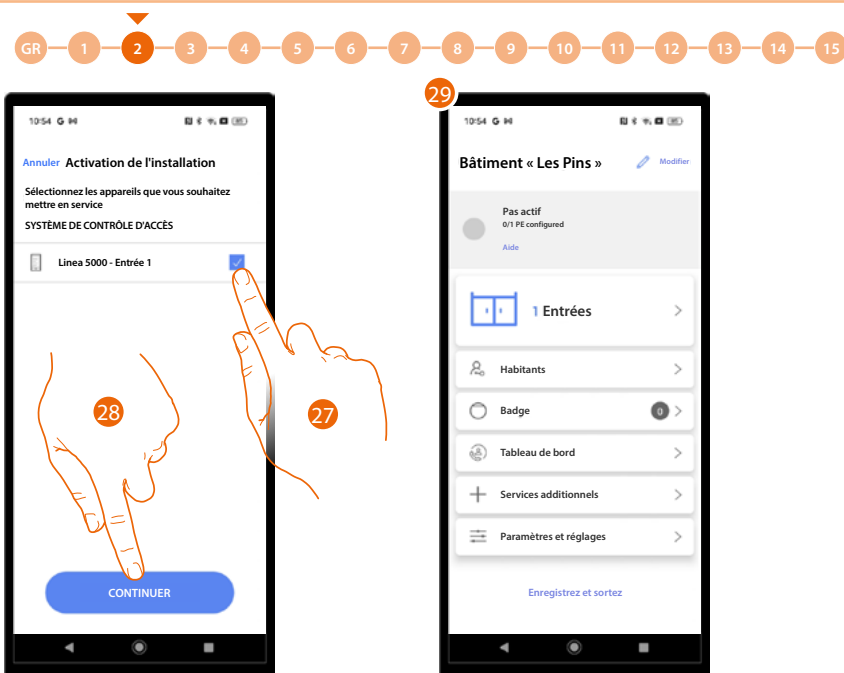 GR 1 2 3 4 5 6 7 8 9 10 11 12 13 14 15
10:54 G
Annuler Activation de l'installation
Sélectionnez les appareils que vous souhaitez
mettre en service
SYSTÈME DE CONTRÔLE D'ACCÈS
Linea 5000 - Entrée 1
28
27
CONTINUER
29
10:54 G
Bâtiment « Les Pins » Modifier
Pas actif
0/1 PE configured
Aide
1 Entrées
Habitants
Badge 0
Tableau de bord
Services additionnels
Paramètres et réglages
Enregistrez et sortez